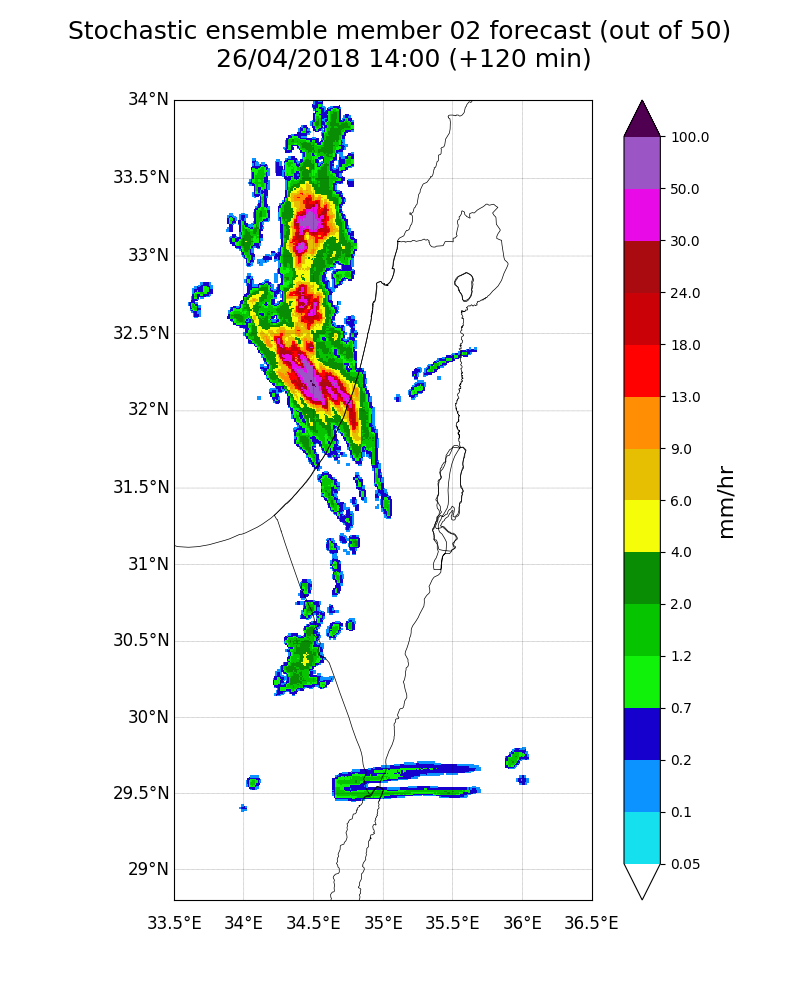 Stochastic ensemble member 02 forecast (out of 50)
26/04/2018 14:00 (+120 min)
34°N
33.5°N
33°N
32.5°N
32°N
31.5°N
31°N
30.5°N
30°N
29.5°N
29°N
33.5°E
34°E
34.5°E
35°E
35.5°E
36°E
36.5°E
100.0
50.0
30.0
24.0
18.0
13.0
9.0
6.0
4.0
2.0
1.2
0.7
0.2
0.1
0.05
mm/hr